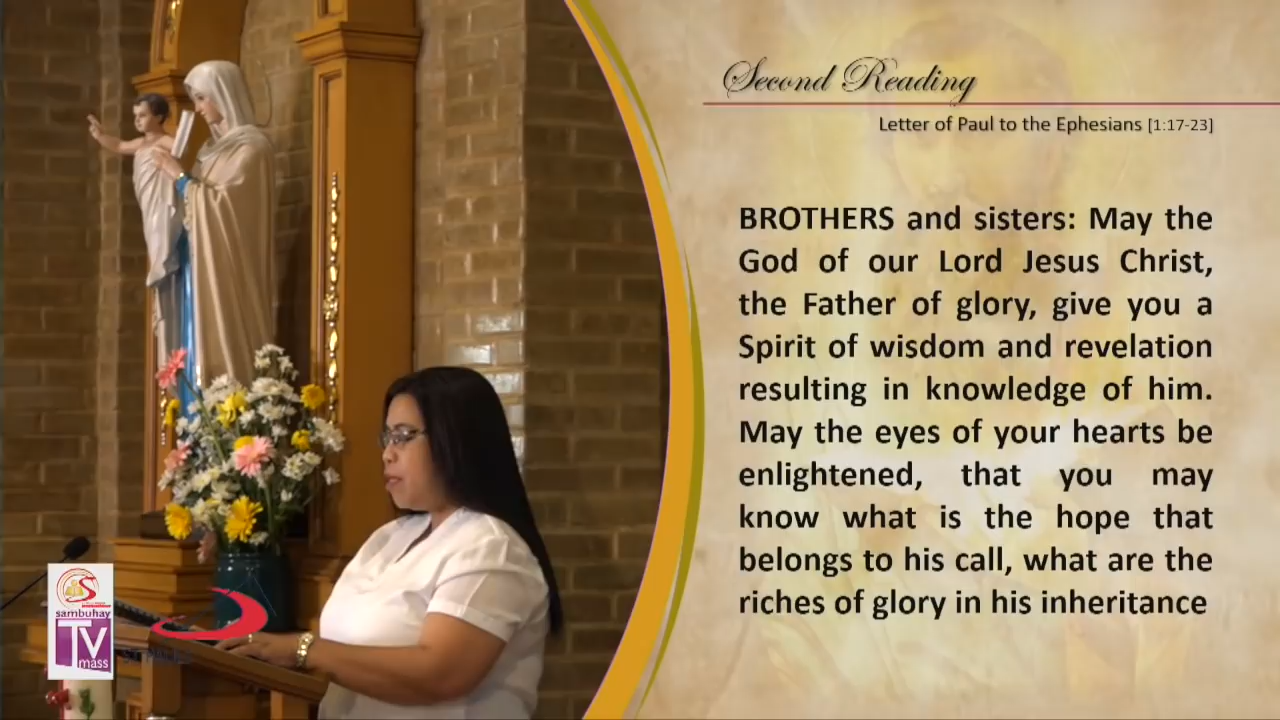 Second Reading
Letter of Paul to the Ephesians [1:17-23]
BROTHERS and sisters: May the
God of our Lord Jesus Christ,
the Father of glory, give you a
Spirit of wisdom and revelation
resulting in knowledge of him.
May the eyes of your hearts be
enlightened, that you may
know what is the hope that
belongs to his call, what are the
riches of glory in his inheritance
sambuhay
TV
mass